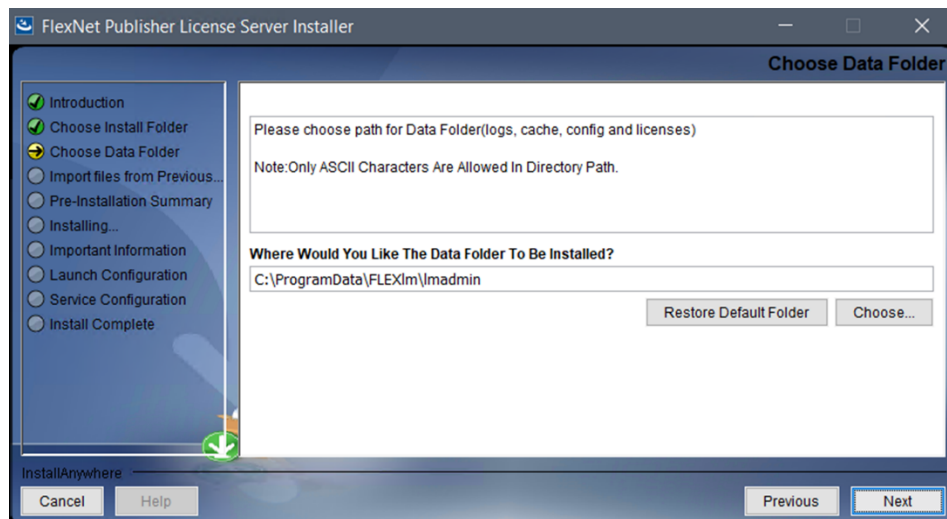 FlexNet Publisher License Server Installer
Choose Data Folder
Introduction
Choose Install Folder
Choose Data Folder
Import files from Previous...
Pre-Installation Summary
Installing...
Important Information
Launch Configuration
Service Configuration
Install Complete
Please choose path for Data Folder(logs, cache, config and licenses)
Note:Only ASCII Characters Are Allowed In Directory Path.
Where Would You Like The Data Folder To Be Installed?
C:\ProgramData\FLEXlm\lmadmin
Restore Default Folder
Choose...
InstallAnywhere
Cancel
Help
Previous
Next